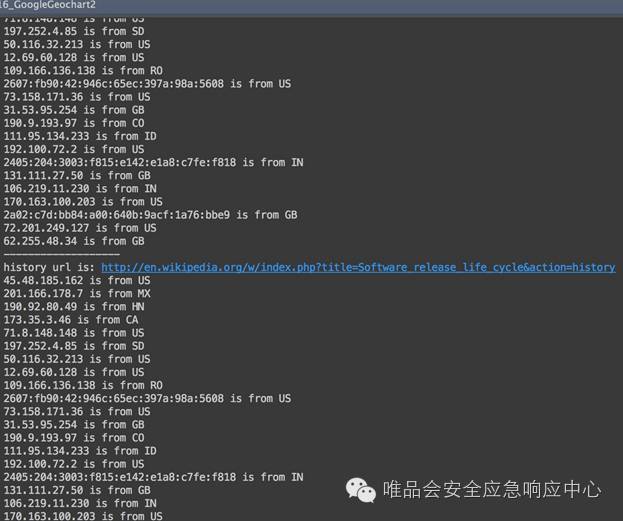 16_GoogleGeochart2
71.8.148.148 is from US
197.252.4.85 is from SD
50.116.32.213 is from US
12.69.60.128 is from US
109.166.136.138 is from RO
2607:fb90:42:946c:65ec:397a:98a:5608 is from US
73.158.171.36 is from US
31.53.95.254 is from GB
190.9.193.97 is from CO
111.95.134.233 is from ID
192.100.72.2 is from US
2405:204:3003:f815:e142:e1a8:c7fe:f818 is from IN
131.111.27.50 is from GB
106.219.11.230 is from IN
170.163.100.203 is from US
2a02:c7d:bb84:a00:640b:9acf:1a76:bbe9 is from GB
72.201.249.127 is from US
62.255.48.34 is from GB
-------------------
history url is: http://en.wikipedia.org/w/index.php?title=Software_release_life_cycle&action=history
45.48.185.162 is from US
201.166.178.7 is from MX
190.92.80.49 is from HN
173.35.3.46 is from CA
71.8.148.148 is from US
197.252.4.85 is from SD
50.116.32.213 is from US
12.69.60.128 is from US
109.166.136.138 is from RO
2607:fb90:42:946c:65ec:397a:98a:5608 is from US
73.158.171.36 is from US
31.53.95.254 is from GB
190.9.193.97 is from CO
111.95.134.233 is from ID
192.100.72.2 is from US
2405:204:3003:f815:e142:e1a8:c7fe:f818 is from IN
131.111.27.50 is from GB
106.219.11.230 is from IN
170.163.100.203 is from US
唯品会安全应急响应中心